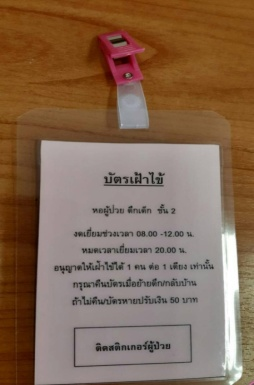 บัตรเฝ้าไข้
หอผู้ป่วย ตึกเด็ก ชั้น 2
งดเยี่ยมช่วงเวลา 08.00 -12.00 น.
หมดเวลาเยี่ยมเวลา 20.00 น.
อนุญาตให้เฝ้าไข้ได้ 1 คน ต่อ 1 เตียง เท่านั้น
กรุณาคืนบัตรเมื่อย้ายตึก/กลับบ้าน
ถ้าไม่คืน/บัตรหายปรับเงิน 50 บาท
ติดสติกเกอร์ผู้ป่วย